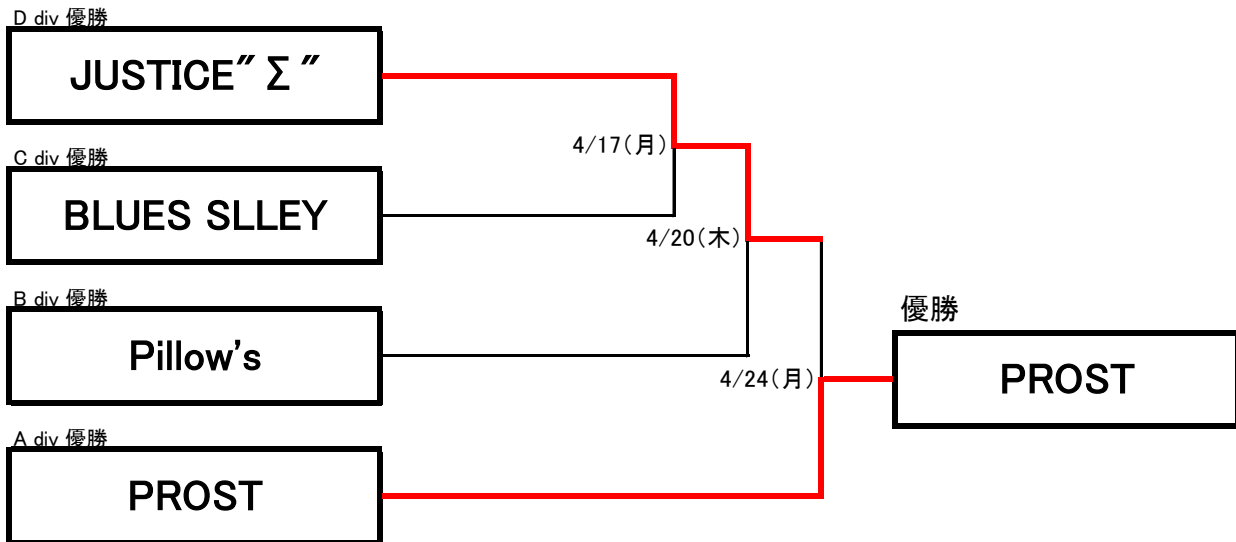 D div 優勝
JUSTICE"Σ"
4/17(月)
C div 優勝
BLUES SLLEY
4/20(木)
B div 優勝
Pillow's
優勝
4/24(月)
PROST
A div 優勝
PROST